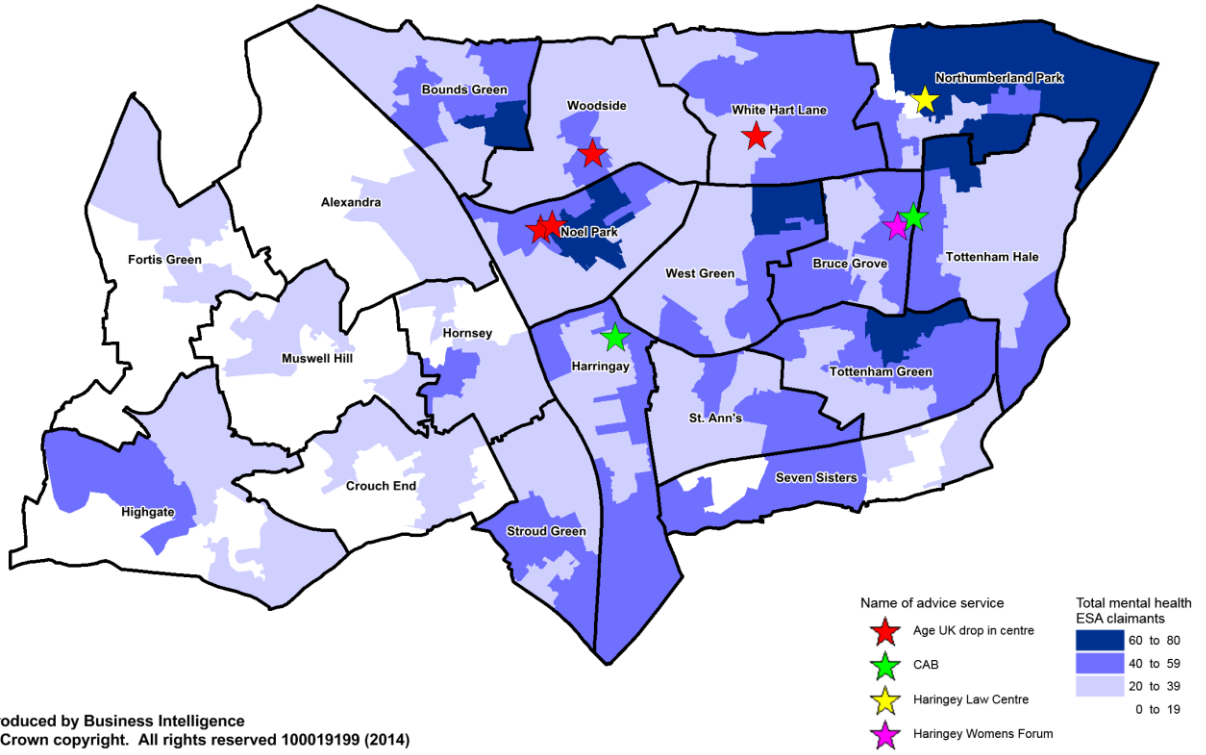 Northumberland Park
Bounds Green
Woodside
White Hart Lane
Alexandra
Noel Park
Fortis Green
West Green
Bruce Grove
Tottenham Hale
Hornsey
Muswell Hill
Harringay
Tottenham Green
St. Ann's
Crouch End
Seven Sisters
Highgate
Stroud Green
Name of advice service
Age UK drop in centre
CAB
Haringey Law Centre
Haringey Womens Forum
Total mental health
ESA claimants
60 to 80
40 to 59
20 to 39
0 to 19
roduced by Business Intelligence
Crown copyright. All rights reserved 100019199 (2014)